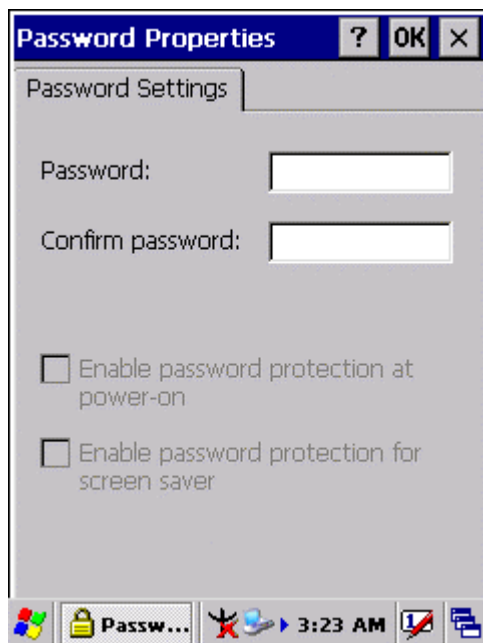 Password Properties ? OK ×
Password Settings
Password:
Confirm password:
Enable password protection at
power-on
Enable password protection for
screen saver
Passw... 3:23 AM 1